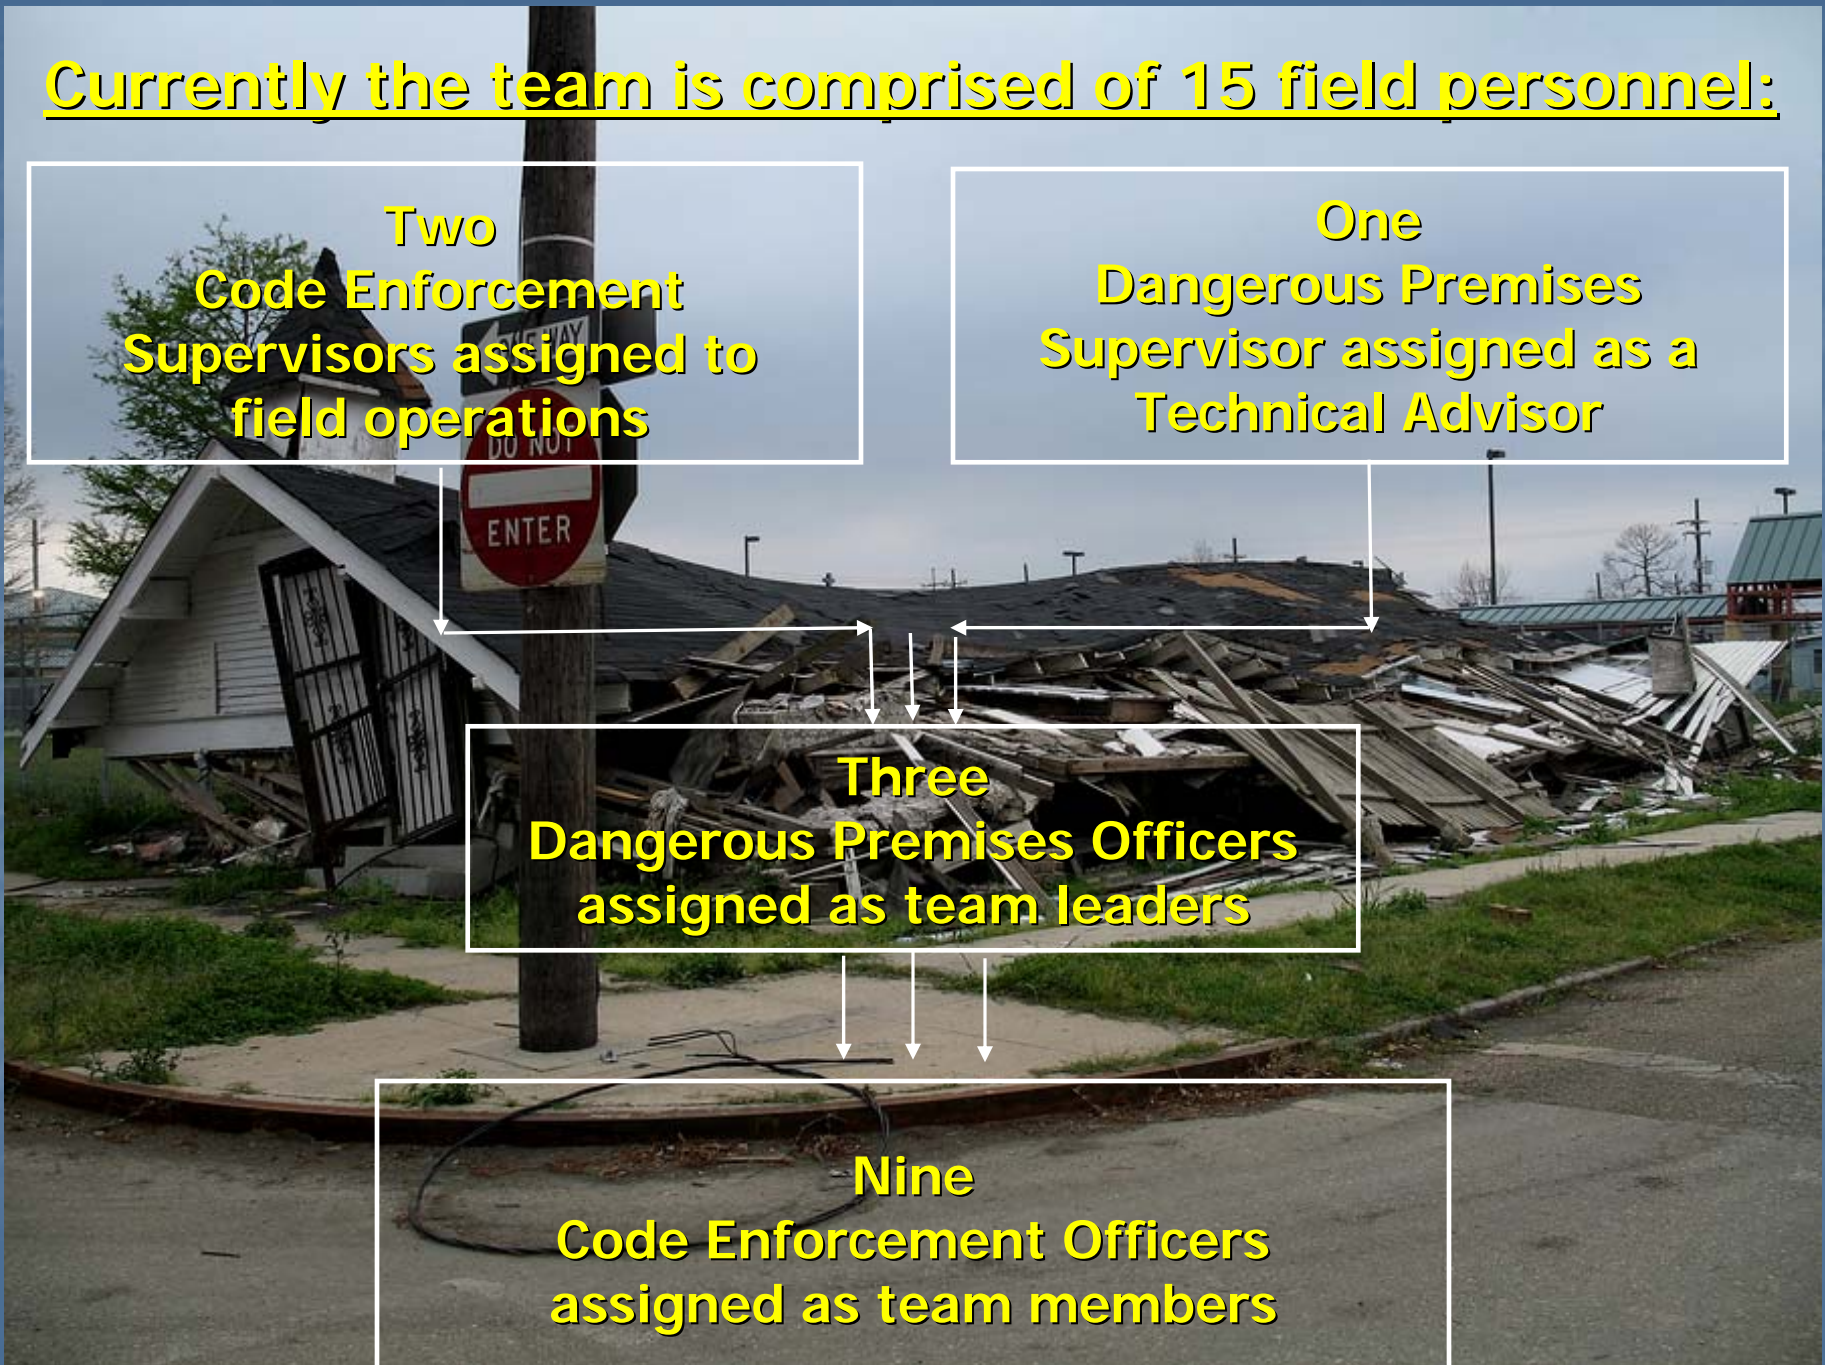 Currently the team is comprised of 15 field personnel:
Two
Code Enforcement
Supervisors assigned to
field operations
One
Dangerous Premises
Supervisor assigned as a
Technical Advisor
WAY
DO NOT
ENTER
Three
Dangerous Premises Officers
assigned as team leaders
Nine
Code Enforcement Officers
assigned as team members